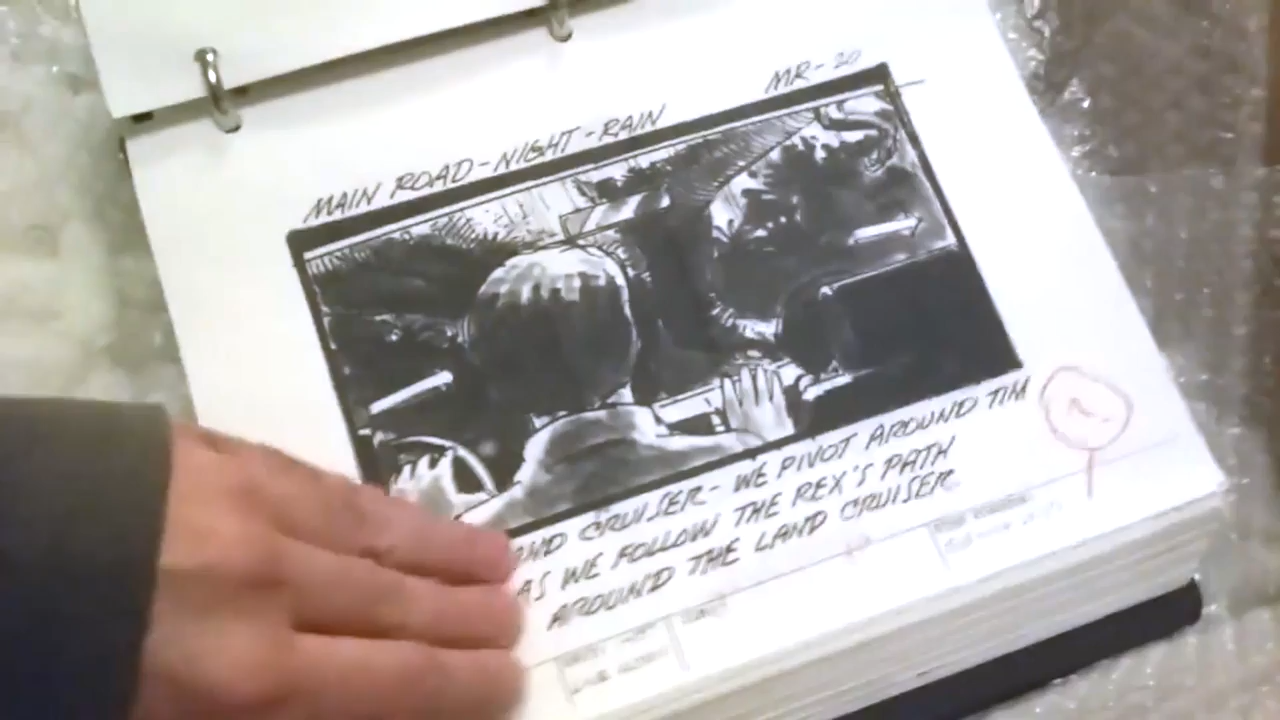 MR-20
MAIN ROAD-NIGHT-RAIN
AND CRUISER- WE PIVOT AROUND TIM
AS WE FOLLOW THE REX'S PATH
AROUND THE LAND CRUISER